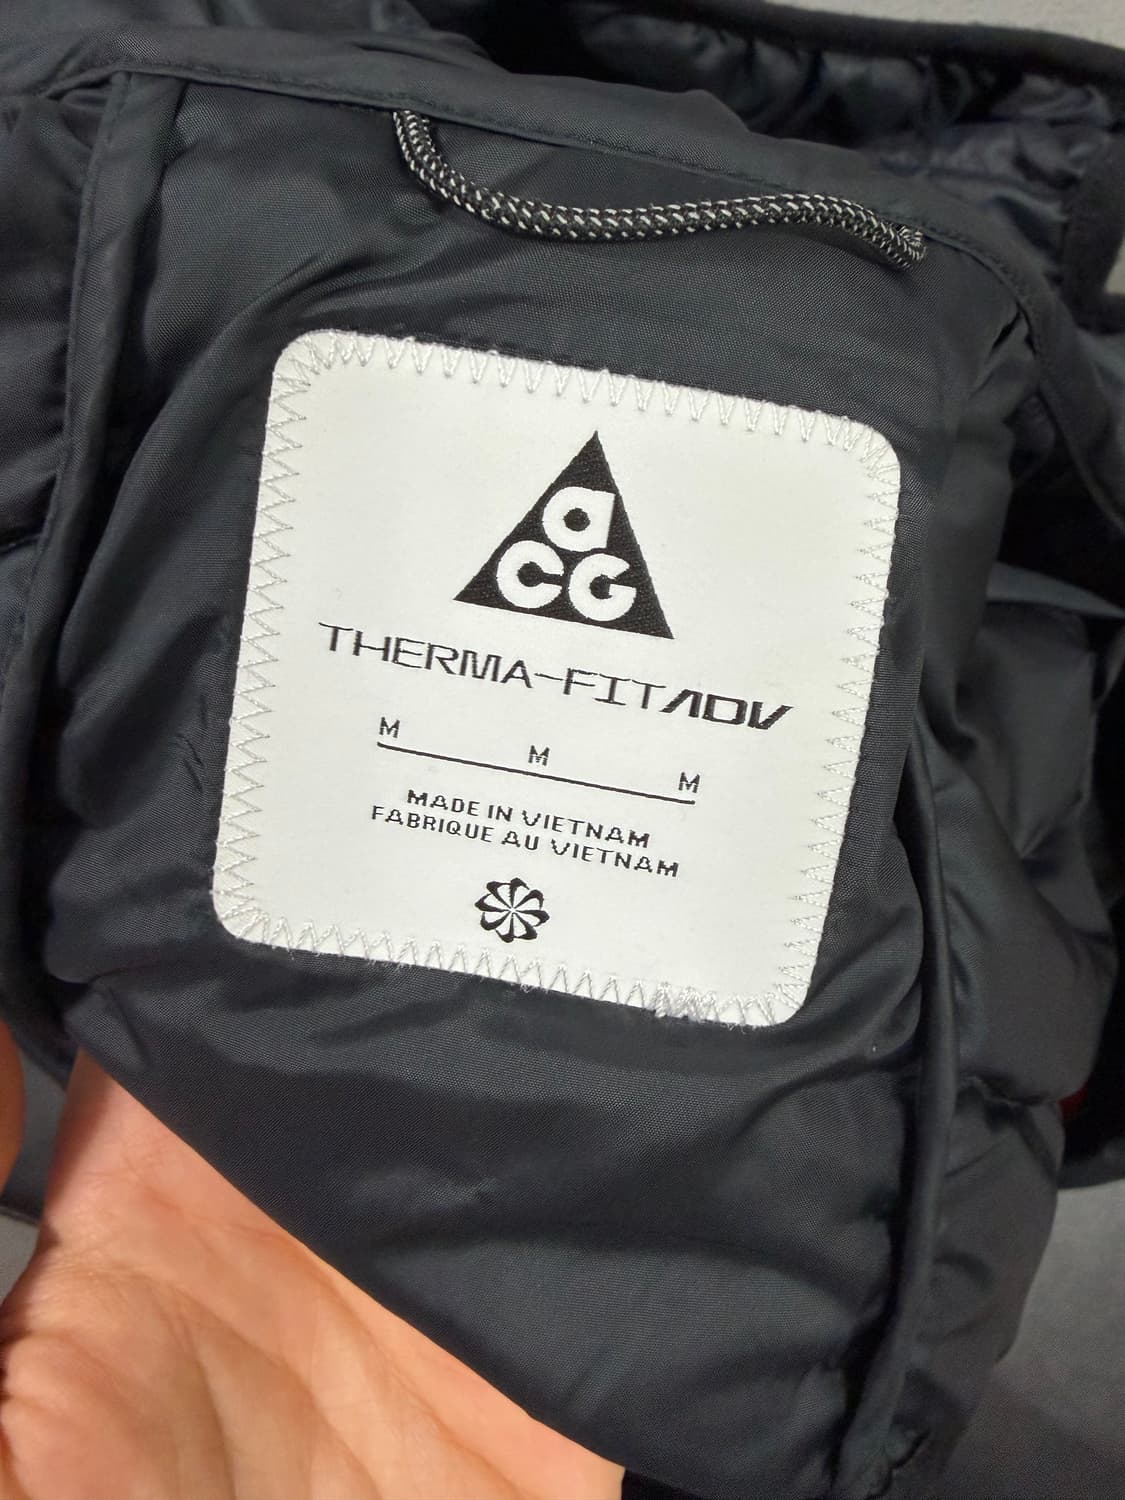 aCG
THERMA-FIT ADV
M M M
MADE IN VIETNAM
FABRIQUE AU VIETNAM